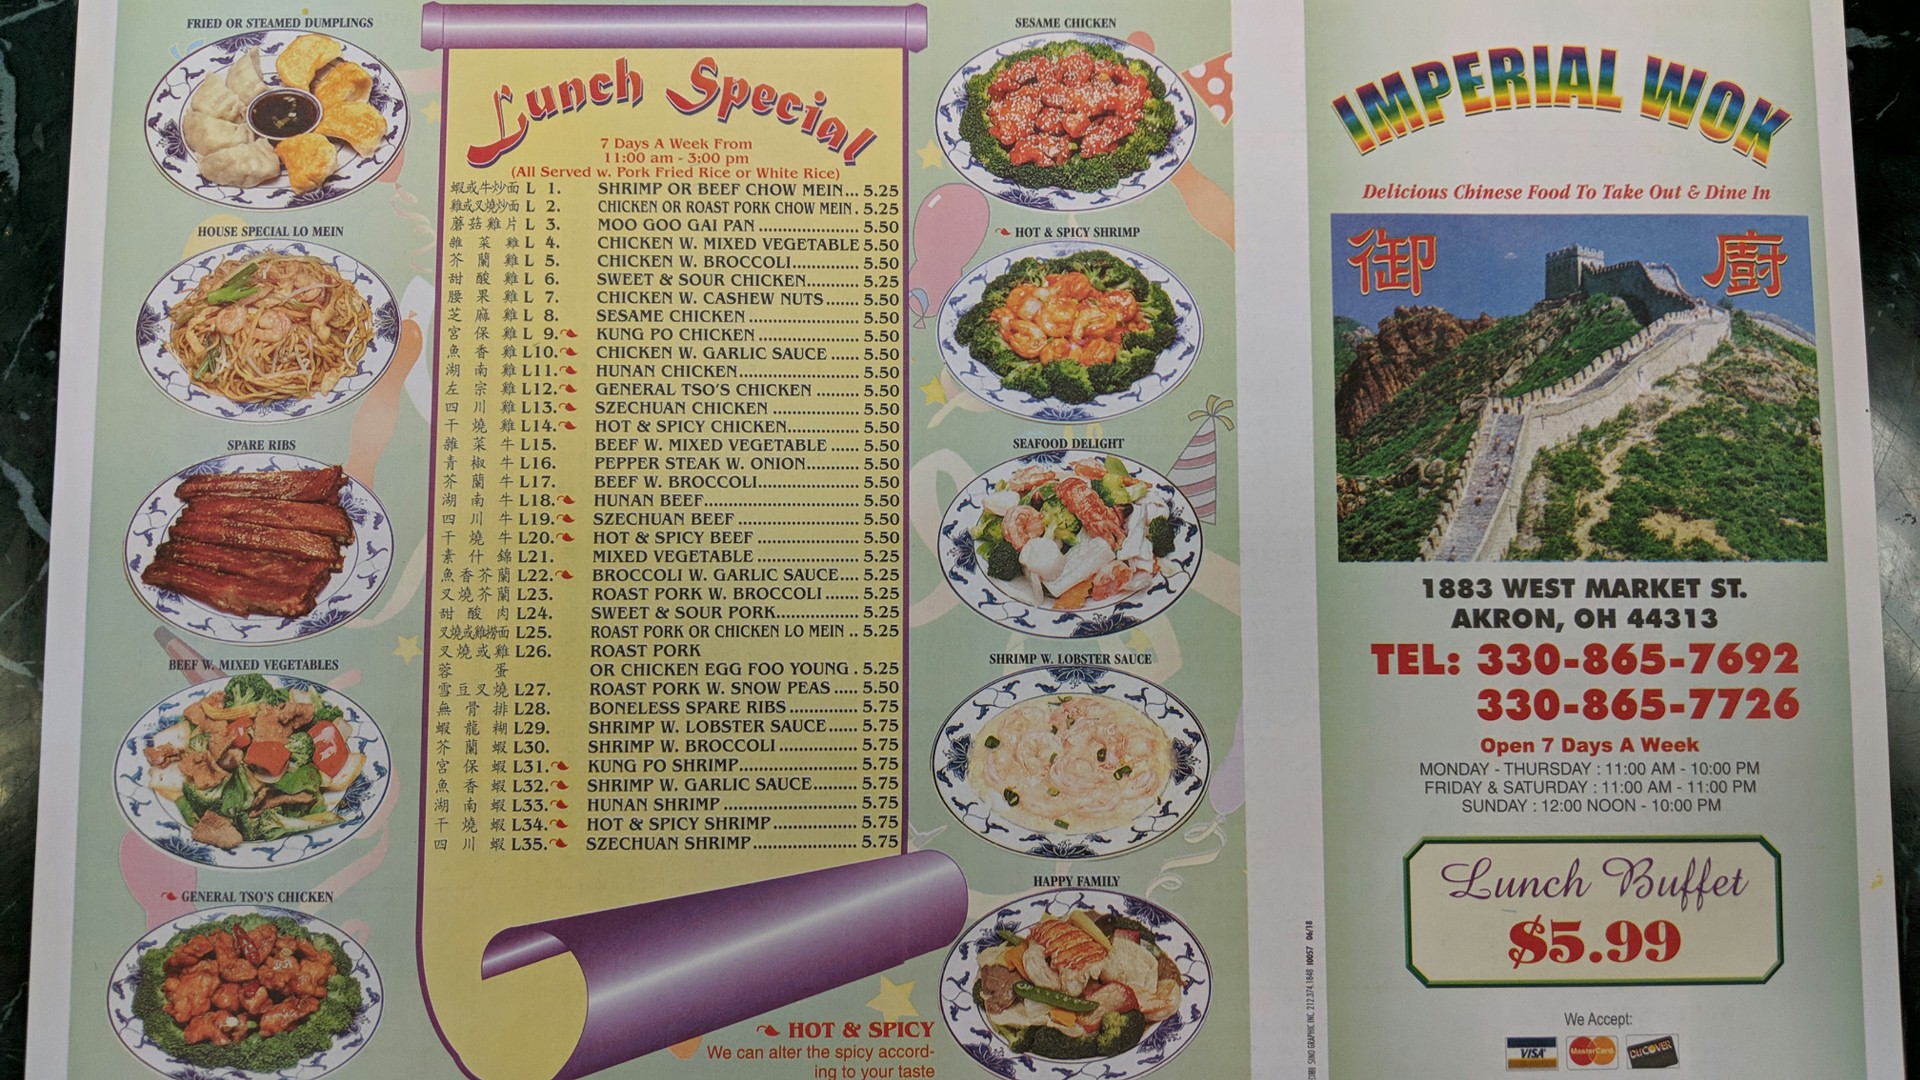 FRIED OR STEAMED DUMPLINGS
HOUSE SPECIAL LO MEIN
SPARE RIBS
BEEF W. MIXED VEGETABLES
GENERAL TSO'S CHICKEN
Lunch Special
7 Days A Week From
11:00 am - 3:00 pm
(All Served w. Pork Fried Rice or White Rice)
蝦或牛炒面 L 1. SHRIMP OR BEEF CHOW MEIN... 5.25
雞或叉燒炒面 L 2. CHICKEN OR ROAST PORK CHOW MEIN. 5.25
蘑菇雞片 L 3. MOO GOO GAI PAN ................ 5.50
雜菜雞 L 4. CHICKEN W. MIXED VEGETABLE 5.50
芥蘭雞 L 5. CHICKEN W. BROCCOLI............. 5.50
甜酸雞 L 6. SWEET & SOUR CHICKEN.......... 5.25
腰果雞 L 7. CHICKEN W. CASHEW NUTS ...... 5.50
芝麻雞 L 8. SESAME CHICKEN .................. 5.50
宮保雞 L 9. KUNG PO CHICKEN ................ 5.50
魚香雞 L10. CHICKEN W. GARLIC SAUCE ..... 5.50
湖南雞 L11. HUNAN CHICKEN................... 5.50
左宗雞 L12. GENERAL TSO'S CHICKEN ....... 5.50
四川雞 L13. SZECHUAN CHICKEN ............. 5.50
干燒雞 L14. HOT & SPICY CHICKEN........... 5.50
雜菜牛 L15. BEEF W. MIXED VEGETABLE ..... 5.50
青椒牛 L16. PEPPER STEAK W. ONION......... 5.50
芥蘭牛 L17. BEEF W. BROCCOLI................ 5.50
湖南牛 L18. HUNAN BEEF........................ 5.50
四川牛 L19. SZECHUAN BEEF ................... 5.50
干燒牛 L20. HOT & SPICY BEEF ................ 5.50
素什錦 L21. MIXED VEGETABLE ................ 5.25
魚香芥蘭 L22. BROCCOLI W. GARLIC SAUCE.... 5.25
叉燒芥蘭 L23. ROAST PORK W. BROCCOLI ...... 5.25
甜酸肉 L24. SWEET & SOUR PORK.............. 5.25
叉燒或雞撈面 L25. ROAST PORK OR CHICKEN LO MEIN .. 5.25
叉燒或雞 L26. ROAST PORK
蓉蛋 OR CHICKEN EGG FOO YOUNG . 5.25
雪豆叉燒 L27. ROAST PORK W. SNOW PEAS ..... 5.50
無骨排 L28. BONELESS SPARE RIBS ............ 5.75
蝦龍糊 L29. SHRIMP W. LOBSTER SAUCE...... 5.75
芥蘭蝦 L30. SHRIMP W. BROCCOLI .............. 5.75
宮保蝦 L31. KUNG PO SHRIMP.................... 5.75
魚香蝦 L32. SHRIMP W. GARLIC SAUCE........ 5.75
湖南蝦 L33. HUNAN SHRIMP ....................... 5.75
干燒蝦 L34. HOT & SPICY SHRIMP ............... 5.75
四川蝦 L35. SZECHUAN SHRIMP .................. 5.75
HOT & SPICY
We can alter the spicy accord-
ing to your taste
SESAME CHICKEN
HOT & SPICY SHRIMP
SEAFOOD DELIGHT
SHRIMP W. LOBSTER SAUCE
HAPPY FAMILY
SINO GRAPHIC INC. 212.374.1848 10057 06/18
IMPERIAL WOK
Delicious Chinese Food To Take Out & Dine In
御廚
1883 WEST MARKET ST.
AKRON, OH 44313
TEL: 330-865-7692
330-865-7726
Open 7 Days A Week
MONDAY - THURSDAY : 11:00 AM - 10:00 PM
FRIDAY & SATURDAY : 11:00 AM - 11:00 PM
SUNDAY : 12:00 NOON - 10:00 PM
Lunch Buffet
$5.99
We Accept:
VISA MasterCard DISCOVER